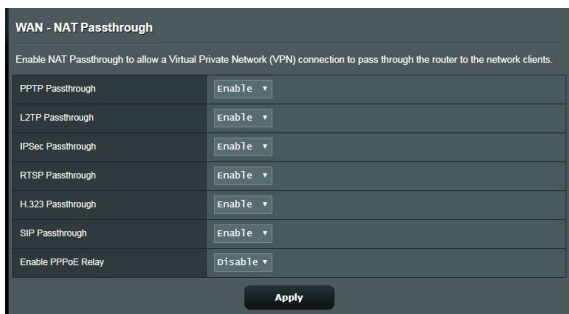 WAN - NAT Passthrough
Enable NAT Passthrough to allow a Virtual Private Network (VPN) connection to pass through the router to the network clients.
PPTP Passthrough Enable
L2TP Passthrough Enable
IPSec Passthrough Enable
RTSP Passthrough Enable
H.323 Passthrough Enable
SIP Passthrough Enable
Enable PPPoE Relay Disable
Apply